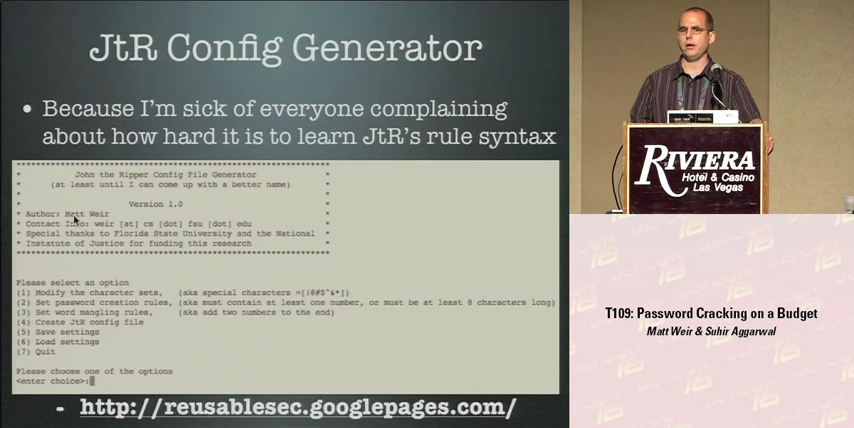 JtR Config Generator
• Because I'm sick of everyone complaining
about how hard it is to learn JtR's rule syntax
****************************************************************
* John the Ripper Config File Generator *
* (at least until I can come up with a better name) *
* *
* Version 1.0 *
* Author: Matt Weir *
* Contact Info: weir [at] cs [dot] fsu [dot] edu *
* Special thanks to Florida State University and the National *
* Instatute of Justice for funding this research *
****************************************************************
Please select an option
(1) Modify the character sets, (aka special characters =[!@#$^&*])
(2) Set password creation rules, (aka must contain at least one number, or must be at least 8 characters long)
(3) Set word mangling rules, (aka add two numbers to the end)
(4) Create JtR config file
(5) Save settings
(6) Load settings
(7) Quit
Please choose one of the options
<enter choice>:
- http://reusablesec.googlepages.com/
RIVIERA
Hotel & Casino
Las Vegas
T109: Password Cracking on a Budget
Matt Weir & Suhir Aggarwal